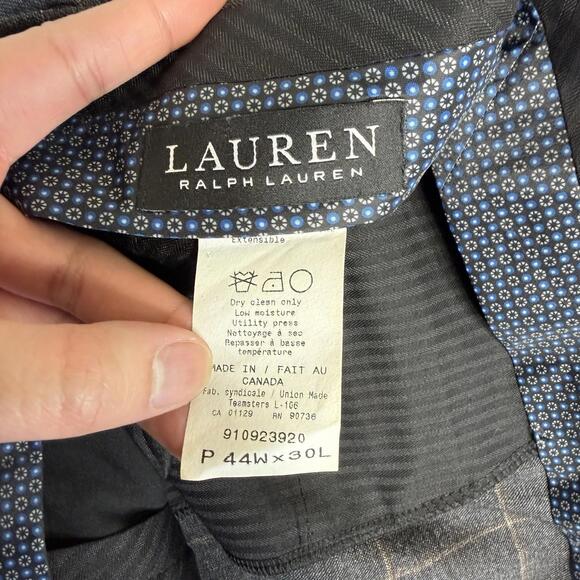 LAUREN
RALPH LAUREN
Extensible
Dry clean only
Low moisture
Utility press
Nettoyage à sec
Repasser à basse
température
MADE IN / FAIT AU
CANADA
Fab. syndicale / Union Made
Teamsters L-106
CA 01129 RN 90736
910923920
P 44W x 30L